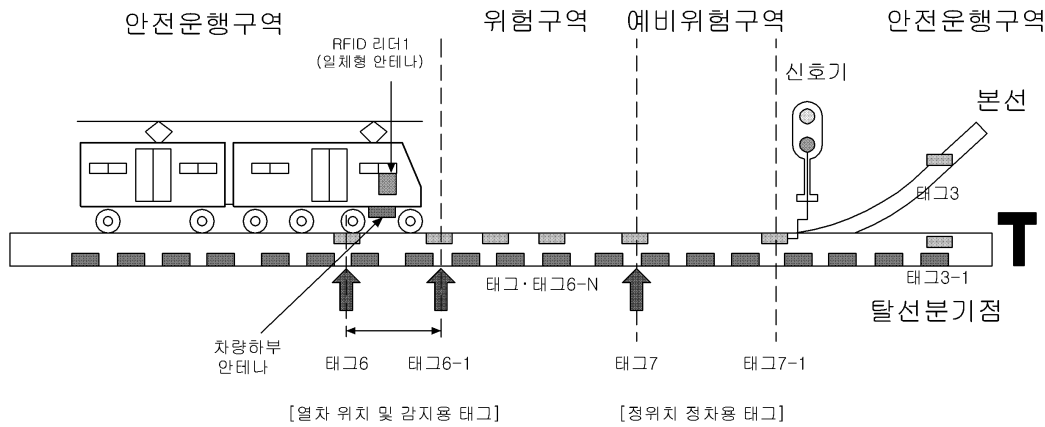 안전운행구역
위험구역
예비위험구역
안전운행구역
RFID 리더1
(일체형 안테나)
신호기
본선
태그3
T
태그·태그6-N
태그3-1
탈선분기점
차량하부
안테나
태그6
태그6-1
태그7
태그7-1
[열차 위치 및 감지용 태그]
[정위치 정차용 태그]